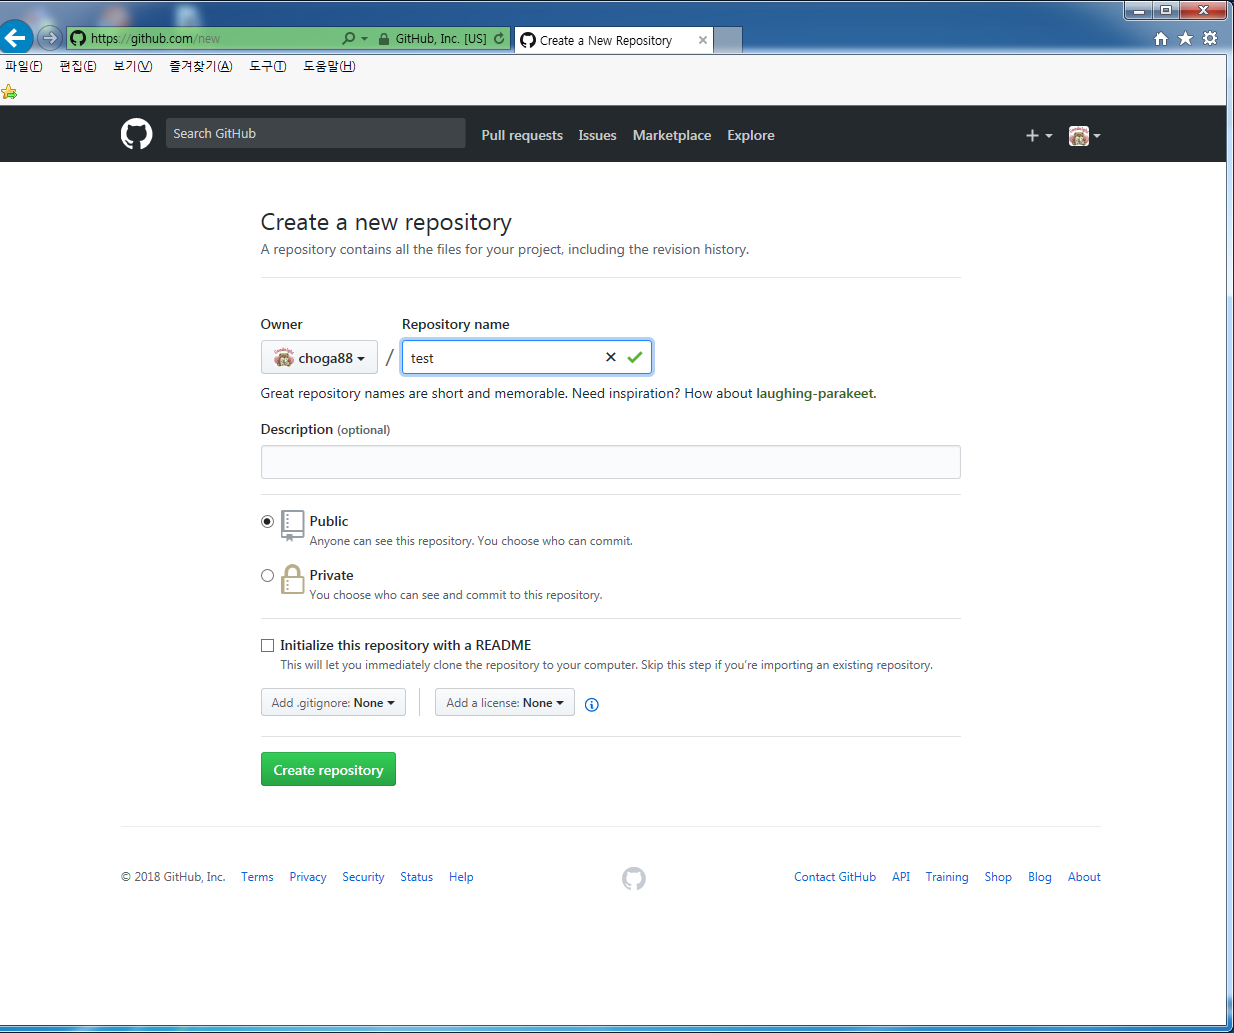 https://github.com/new
GitHub, Inc. [US]
Create a New Repository
파일(F) 편집(E) 보기(V) 즐겨찾기(A) 도구(T) 도움말(H)
Search GitHub
Pull requests Issues Marketplace Explore
Create a new repository
A repository contains all the files for your project, including the revision history.
Owner
Repository name
choga88 / test
Great repository names are short and memorable. Need inspiration? How about laughing-parakeet.
Description (optional)
Public
Anyone can see this repository. You choose who can commit.
Private
You choose who can see and commit to this repository.
Initialize this repository with a README
This will let you immediately clone the repository to your computer. Skip this step if you're importing an existing repository.
Add .gitignore: None
Add a license: None
Create repository
© 2018 GitHub, Inc. Terms Privacy Security Status Help
Contact GitHub API Training Shop Blog About